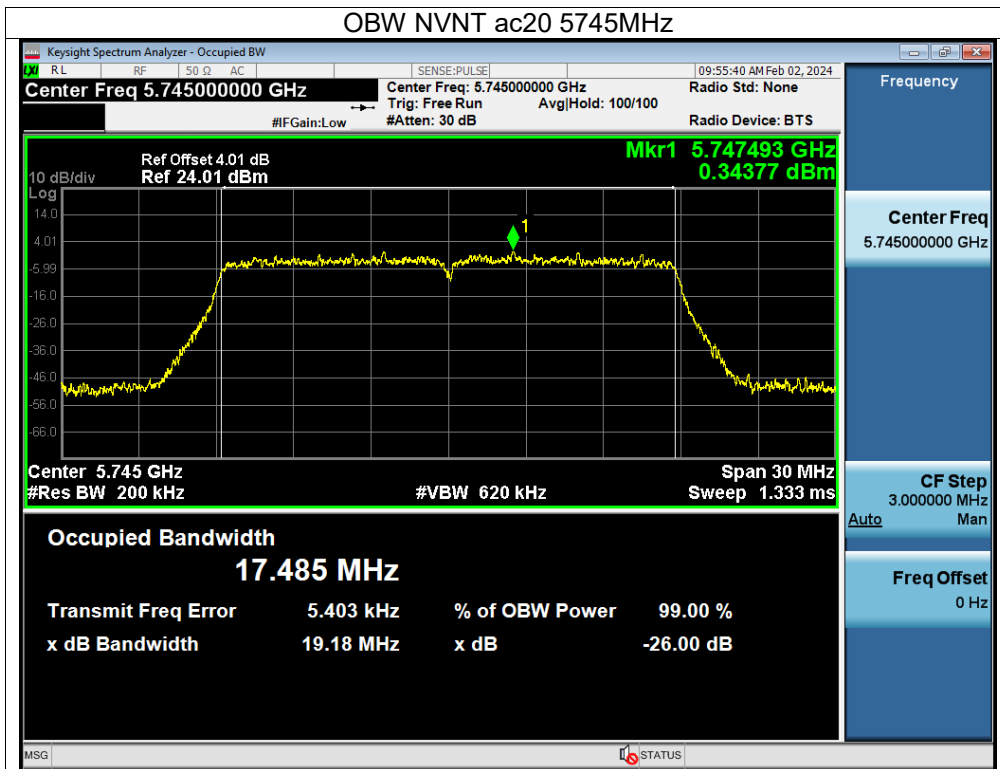 OBW NVNT ac20 5745MHz
Keysight Spectrum Analyzer - Occupied BW
LXI RL RF 50 Ω AC SENSE:PULSE 09:55:40 AM Feb 02, 2024
Center Freq 5.745000000 GHz Center Freq: 5.745000000 GHz Radio Std: None
Trig: Free Run Avg|Hold: 100/100
#IFGain:Low #Atten: 30 dB Radio Device: BTS
Frequency
Mkr1 5.747493 GHz
Ref Offset 4.01 dB
0.34377 dBm
10 dB/div Ref 24.01 dBm
Log
14.0
4.01
-5.99
-16.0
-26.0
-36.0
-46.0
-56.0
-66.0
1
Center 5.745 GHz Span 30 MHz
#Res BW 200 kHz #VBW 620 kHz Sweep 1.333 ms
Center Freq
5.745000000 GHz
CF Step
3.000000 MHz
Auto Man
Freq Offset
0 Hz
Occupied Bandwidth
17.485 MHz
Transmit Freq Error 5.403 kHz % of OBW Power 99.00 %
x dB Bandwidth 19.18 MHz x dB -26.00 dB
MSG STATUS